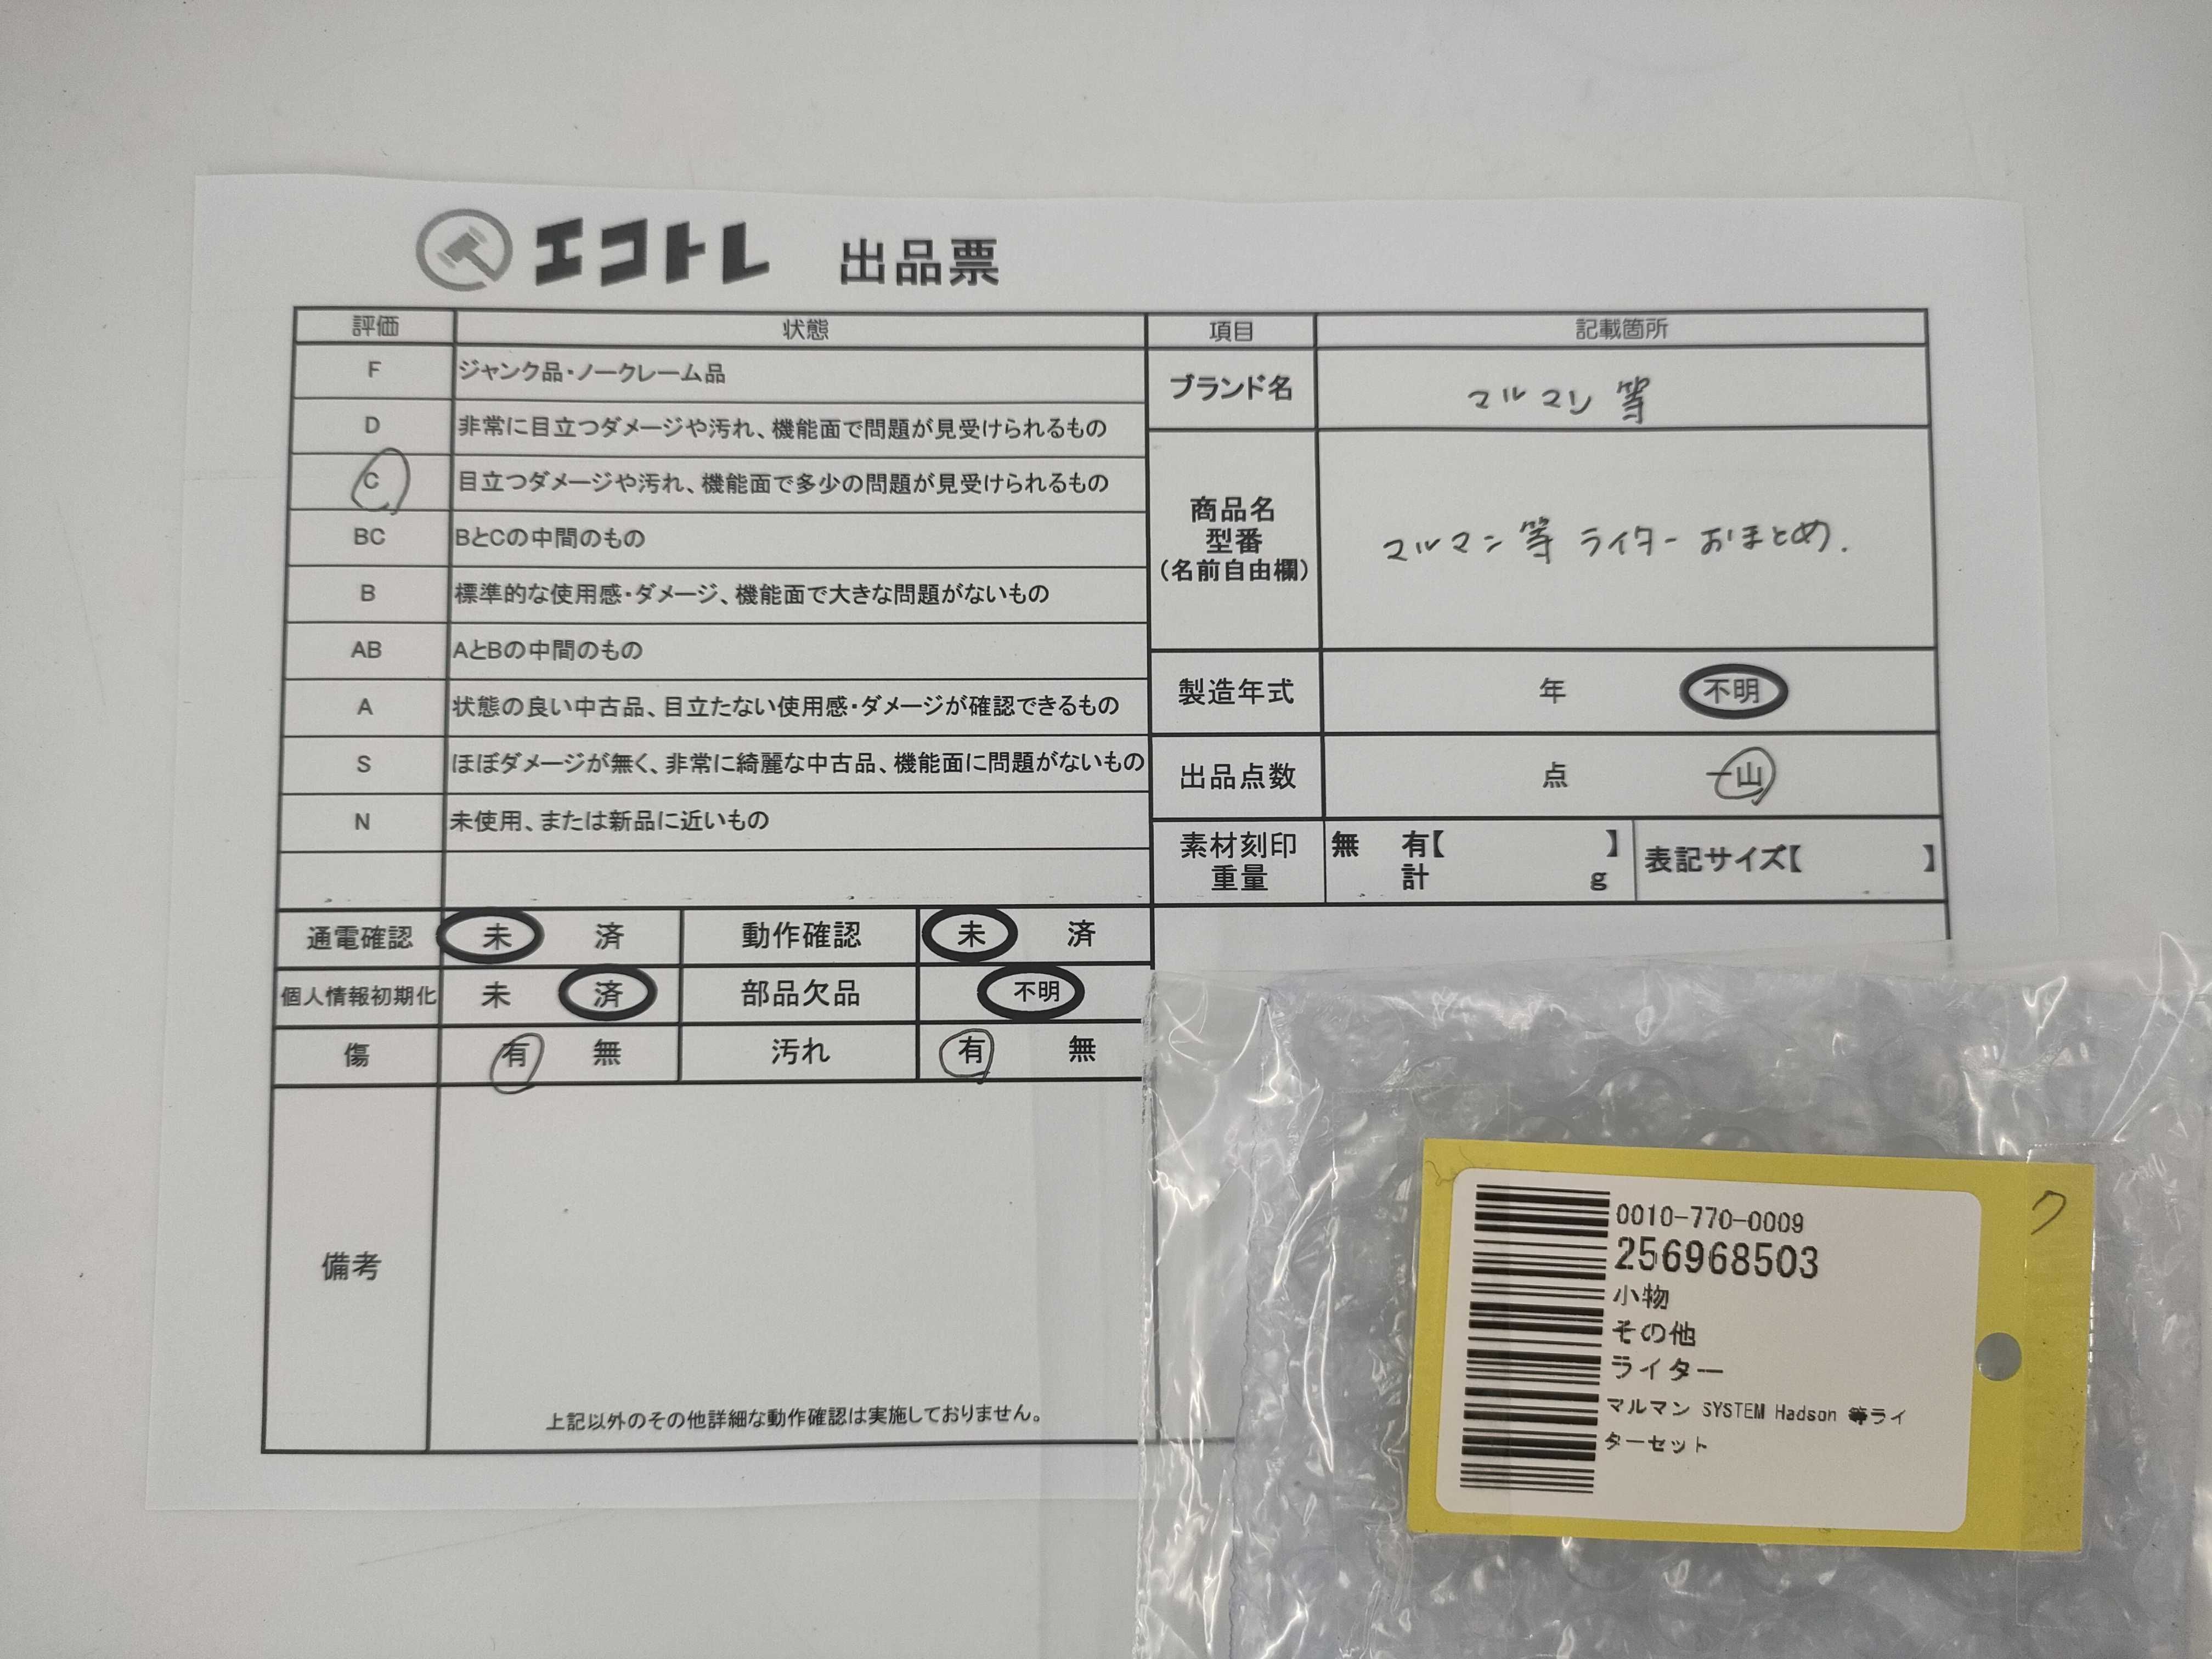 エコトレ 出品票
評価 状態 項目 記載箇所
F ジャンク品・ノークレーム品
D 非常に目立つダメージや汚れ、機能面で問題が見受けられるもの
C 目立つダメージや汚れ、機能面で多少の問題が見受けられるもの
BC BとCの中間のもの
B 標準的な使用感・ダメージ、機能面で大きな問題がないもの
AB AとBの中間のもの
A 状態の良い中古品、目立たない使用感・ダメージが確認できるもの
S ほぼダメージが無く、非常に綺麗な中古品、機能面に問題がないもの
N 未使用、または新品に近いもの
ブランド名 マルマン 等
商品名
型番
(名前自由欄)
マルマン等 ライター おまとめ.
製造年式 年 不明
出品点数 点 一山
素材刻印 無 有【 】
重量 計 g
表記サイズ【 】
通電確認 未 済 動作確認 未 済
個人情報初期化 未 済 部品欠品 不明
傷 有 無 汚れ 有 無
備考
上記以外のその他詳細な動作確認は実施しておりません。
0010-770-0009
256968503
小物
その他
ライター
マルマン SYSTEM Hadson 等ライ
ターセット
ク